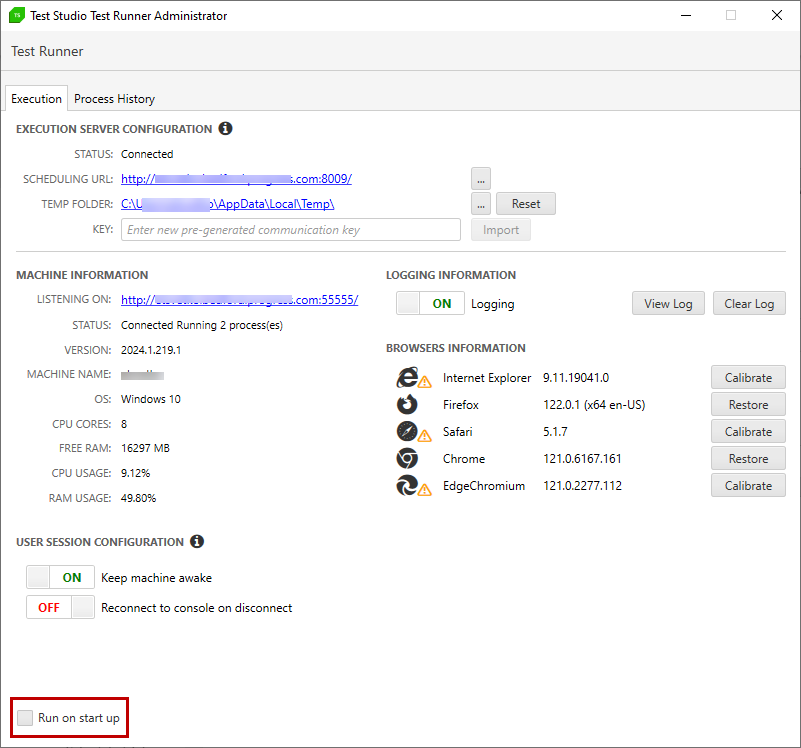 Test Studio Test Runner Administrator
Test Runner
Execution Process History
EXECUTION SERVER CONFIGURATION
STATUS: Connected
SCHEDULING URL: http:// .com:8009/ ...
TEMP FOLDER: C:\U \AppData\Local\Temp\ ... Reset
KEY: Enter new pre-generated communication key Import
MACHINE INFORMATION
LISTENING ON: http:// .com:55555/
STATUS: Connected Running 2 process(es)
VERSION: 2024.1.219.1
MACHINE NAME:
OS: Windows 10
CPU CORES: 8
FREE RAM: 16297 MB
CPU USAGE: 9.12%
RAM USAGE: 49.80%
LOGGING INFORMATION
ON Logging View Log Clear Log
BROWSERS INFORMATION
Internet Explorer 9.11.19041.0 Calibrate
Firefox 122.0.1 (x64 en-US) Restore
Safari 5.1.7 Calibrate
Chrome 121.0.6167.161 Restore
EdgeChromium 121.0.2277.112 Calibrate
USER SESSION CONFIGURATION
ON Keep machine awake
OFF Reconnect to console on disconnect
Run on start up